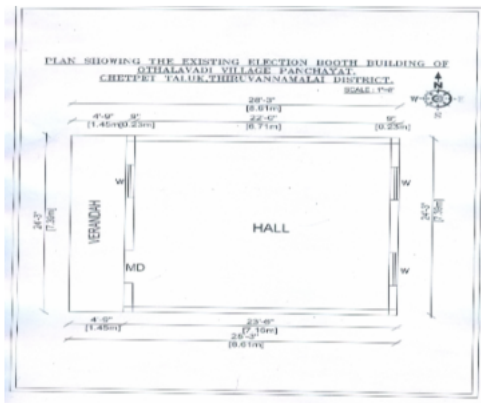 PLAN SHOWING THE EXISTING ELECTION BOOTH BUILDING OF
OTHALAVADI VILLAGE PANCHAYAT,
CHETPET TALUK,THIRUVANNAMALAI DISTRICT.
SCALE : 1"=8'
N
W
E
S
28'-3"
[8.61m]
4'-9" 9" 22'-6" 9"
[1.45m] [0.23m] [6.71m] [0.23m]
24'-3"
[7.39m]
VERANDAH
W
MD
HALL
W
W
24'-3"
[7.39m]
4'-9" 23'-6"
[1.45m] [7.16m]
28'-3"
[8.61m]